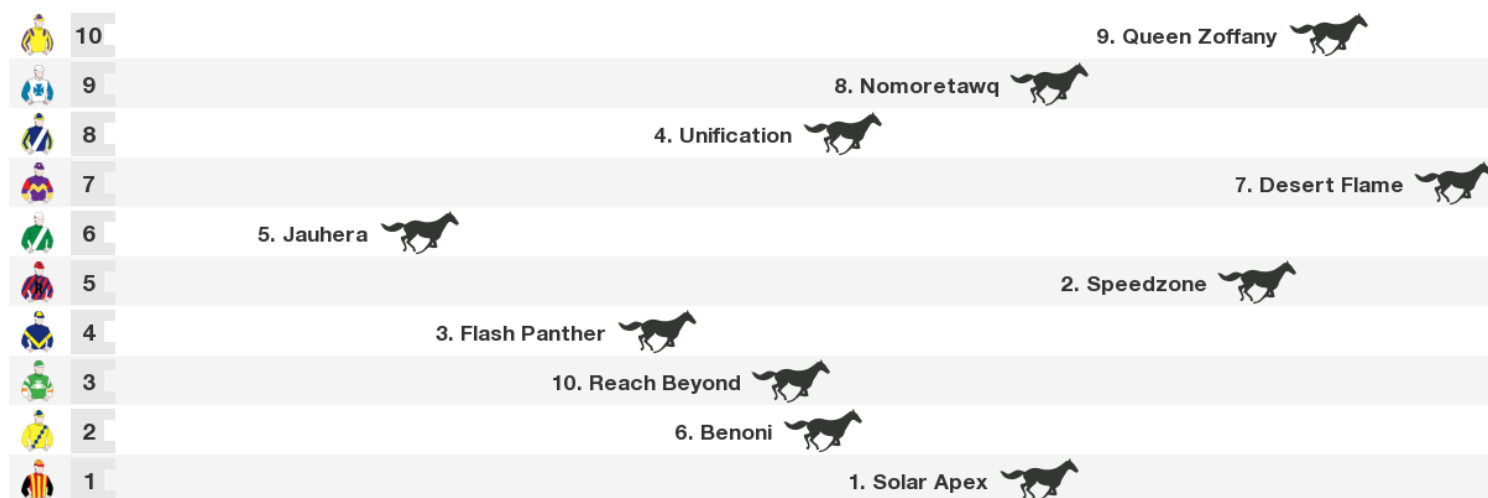 10 9. Queen Zoffany
9 8. Nomoretawq
8 4. Unification
7 7. Desert Flame
6 5. Jauhera
5 2. Speedzone
4 3. Flash Panther
3 10. Reach Beyond
2 6. Benoni
1 1. Solar Apex